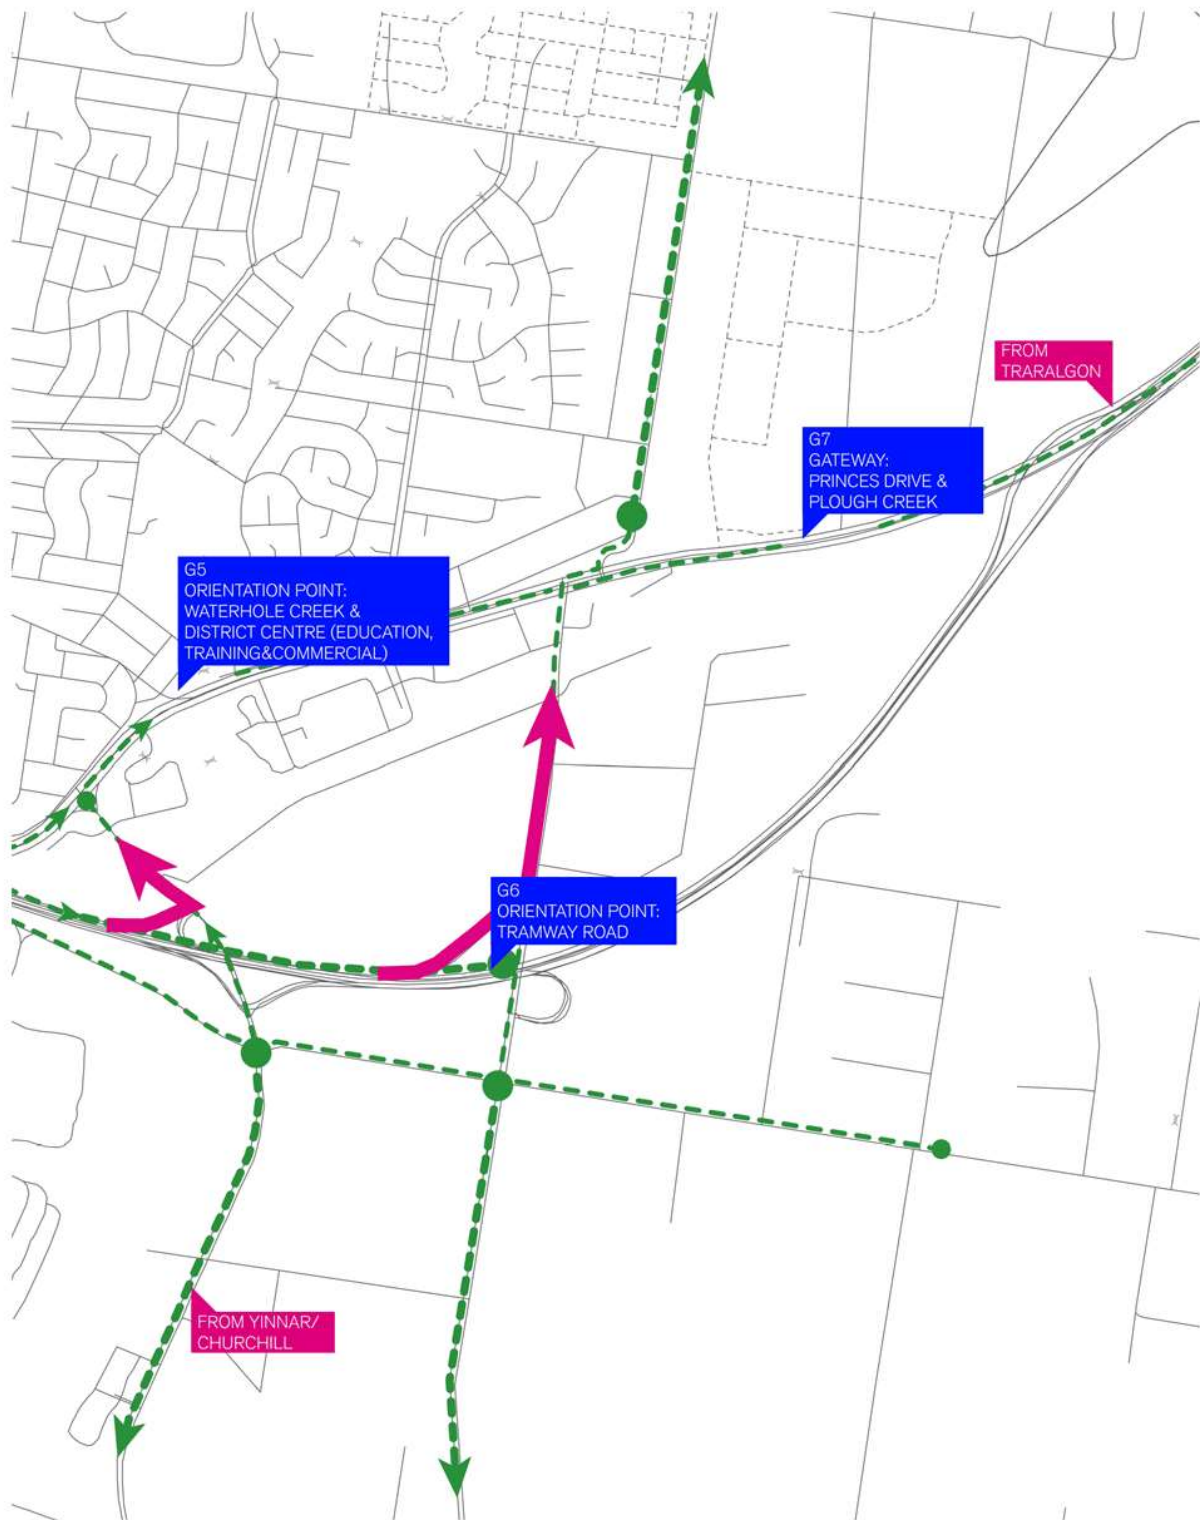 FROM
TRARALGON
G7
GATEWAY:
PRINCES DRIVE &
PLOUGH CREEK
G5
ORIENTATION POINT:
WATERHOLE CREEK &
DISTRICT CENTRE (EDUCATION,
TRAINING&COMMERCIAL)
G6
ORIENTATION POINT:
TRAMWAY ROAD
FROM YINNAR/
CHURCHILL